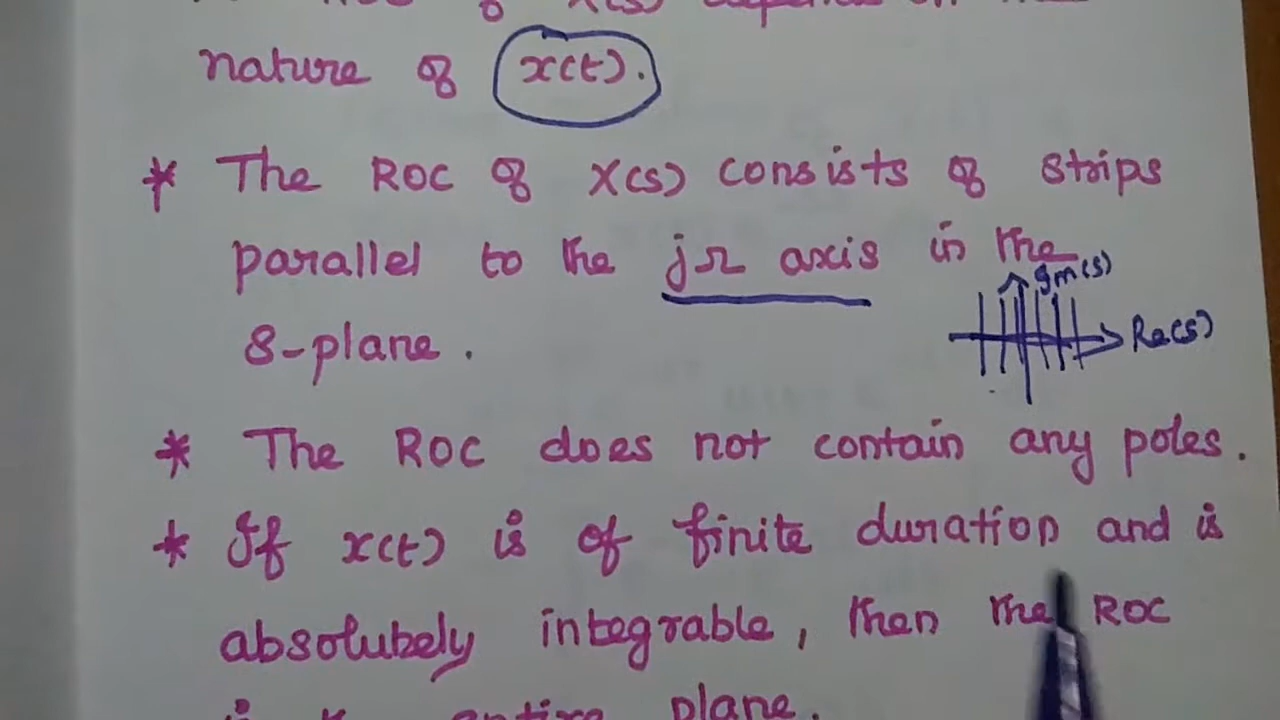 nature of x(t).
* The ROC of X(s) consists of strips
parallel to the jΩ axis in the
Im(s)
s-plane.
Re(s)
* The ROC does not contain any poles.
* If x(t) is of finite duration and is
absolutely integrable, then the ROC
entire plane.